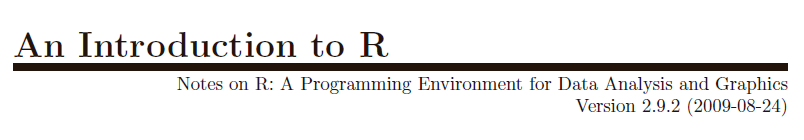 An Introduction to R
Notes on R: A Programming Environment for Data Analysis and Graphics
Version 2.9.2 (2009-08-24)